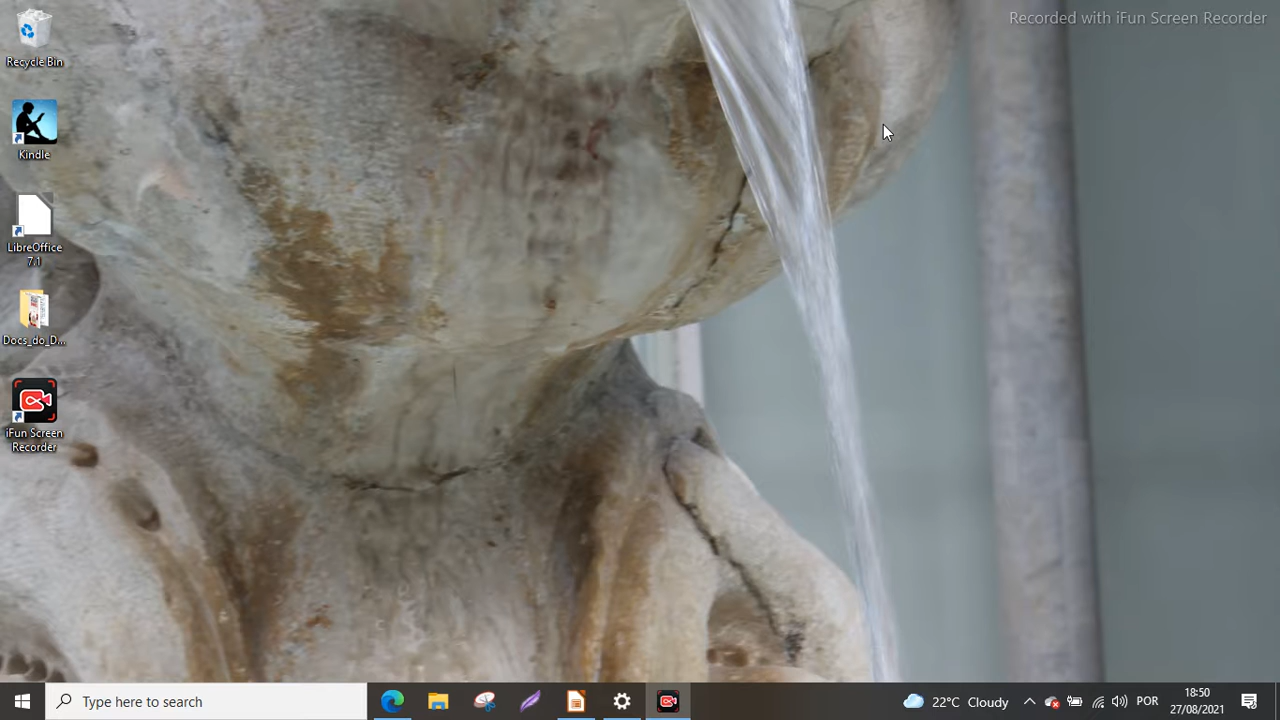 Recorded with iFun Screen Recorder
Recycle Bin
Kindle
LibreOffice
7.1
Docs_do_D...
iFun Screen
Recorder
Type here to search
22°C Cloudy
POR
18:50
27/08/2021